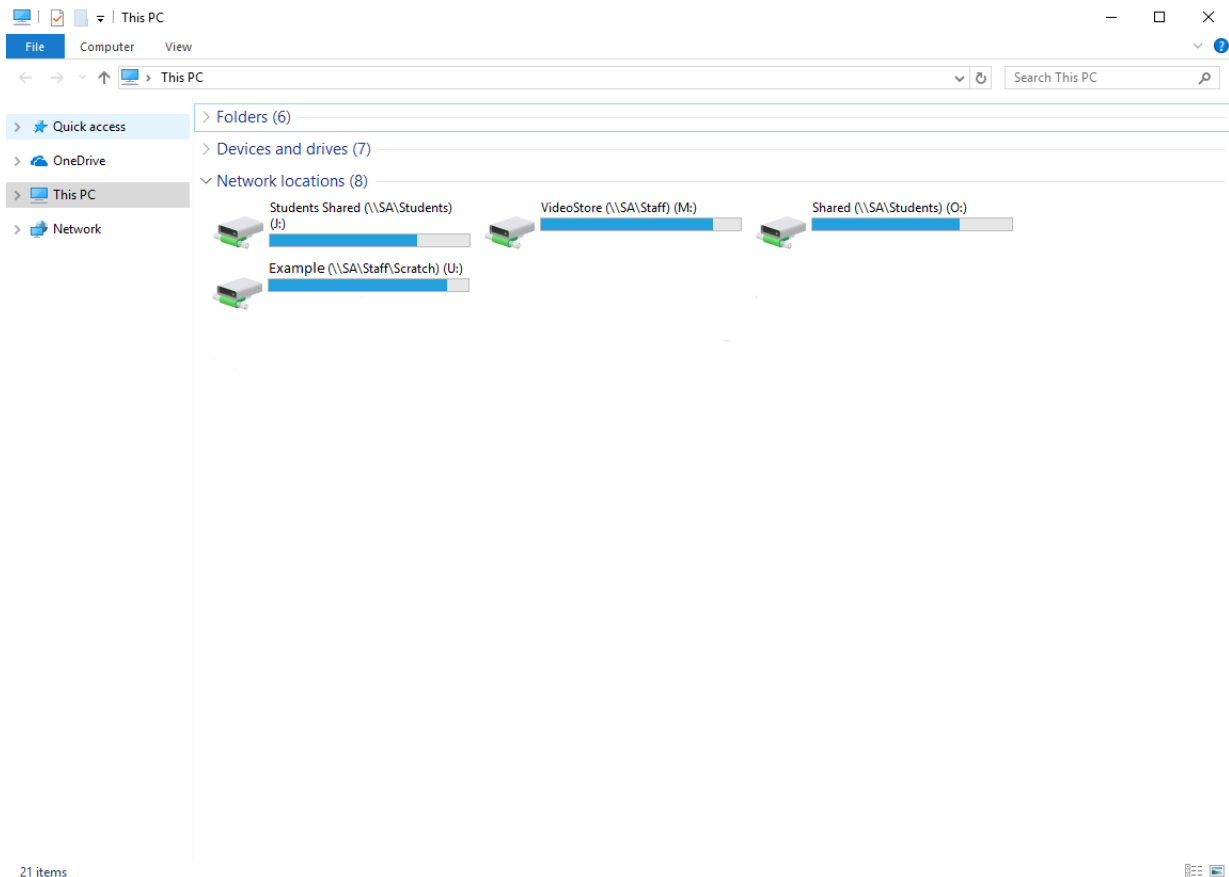 This PC
File Computer View
This PC Search This PC
Quick access
OneDrive
This PC
Network
Folders (6)
Devices and drives (7)
Network locations (8)
Students Shared (\\SA\Students)
(J:)
VideoStore (\\SA\Staff) (M:)
Shared (\\SA\Students) (O:)
Example (\\SA\Staff\Scratch) (U:)
21 items